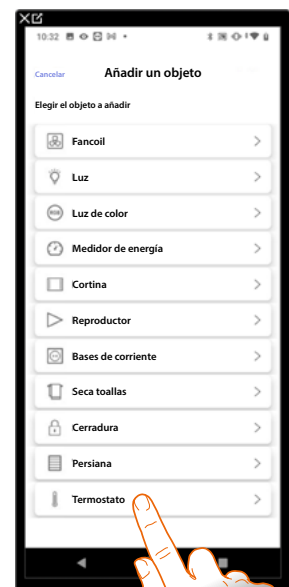 10:32
Cancelar Añadir un objeto
Elegir el objeto a añadir
Fancoil
Luz
RGB Luz de color
Medidor de energía
Cortina
Reproductor
Bases de corriente
Seca toallas
Cerradura
Persiana
Termostato